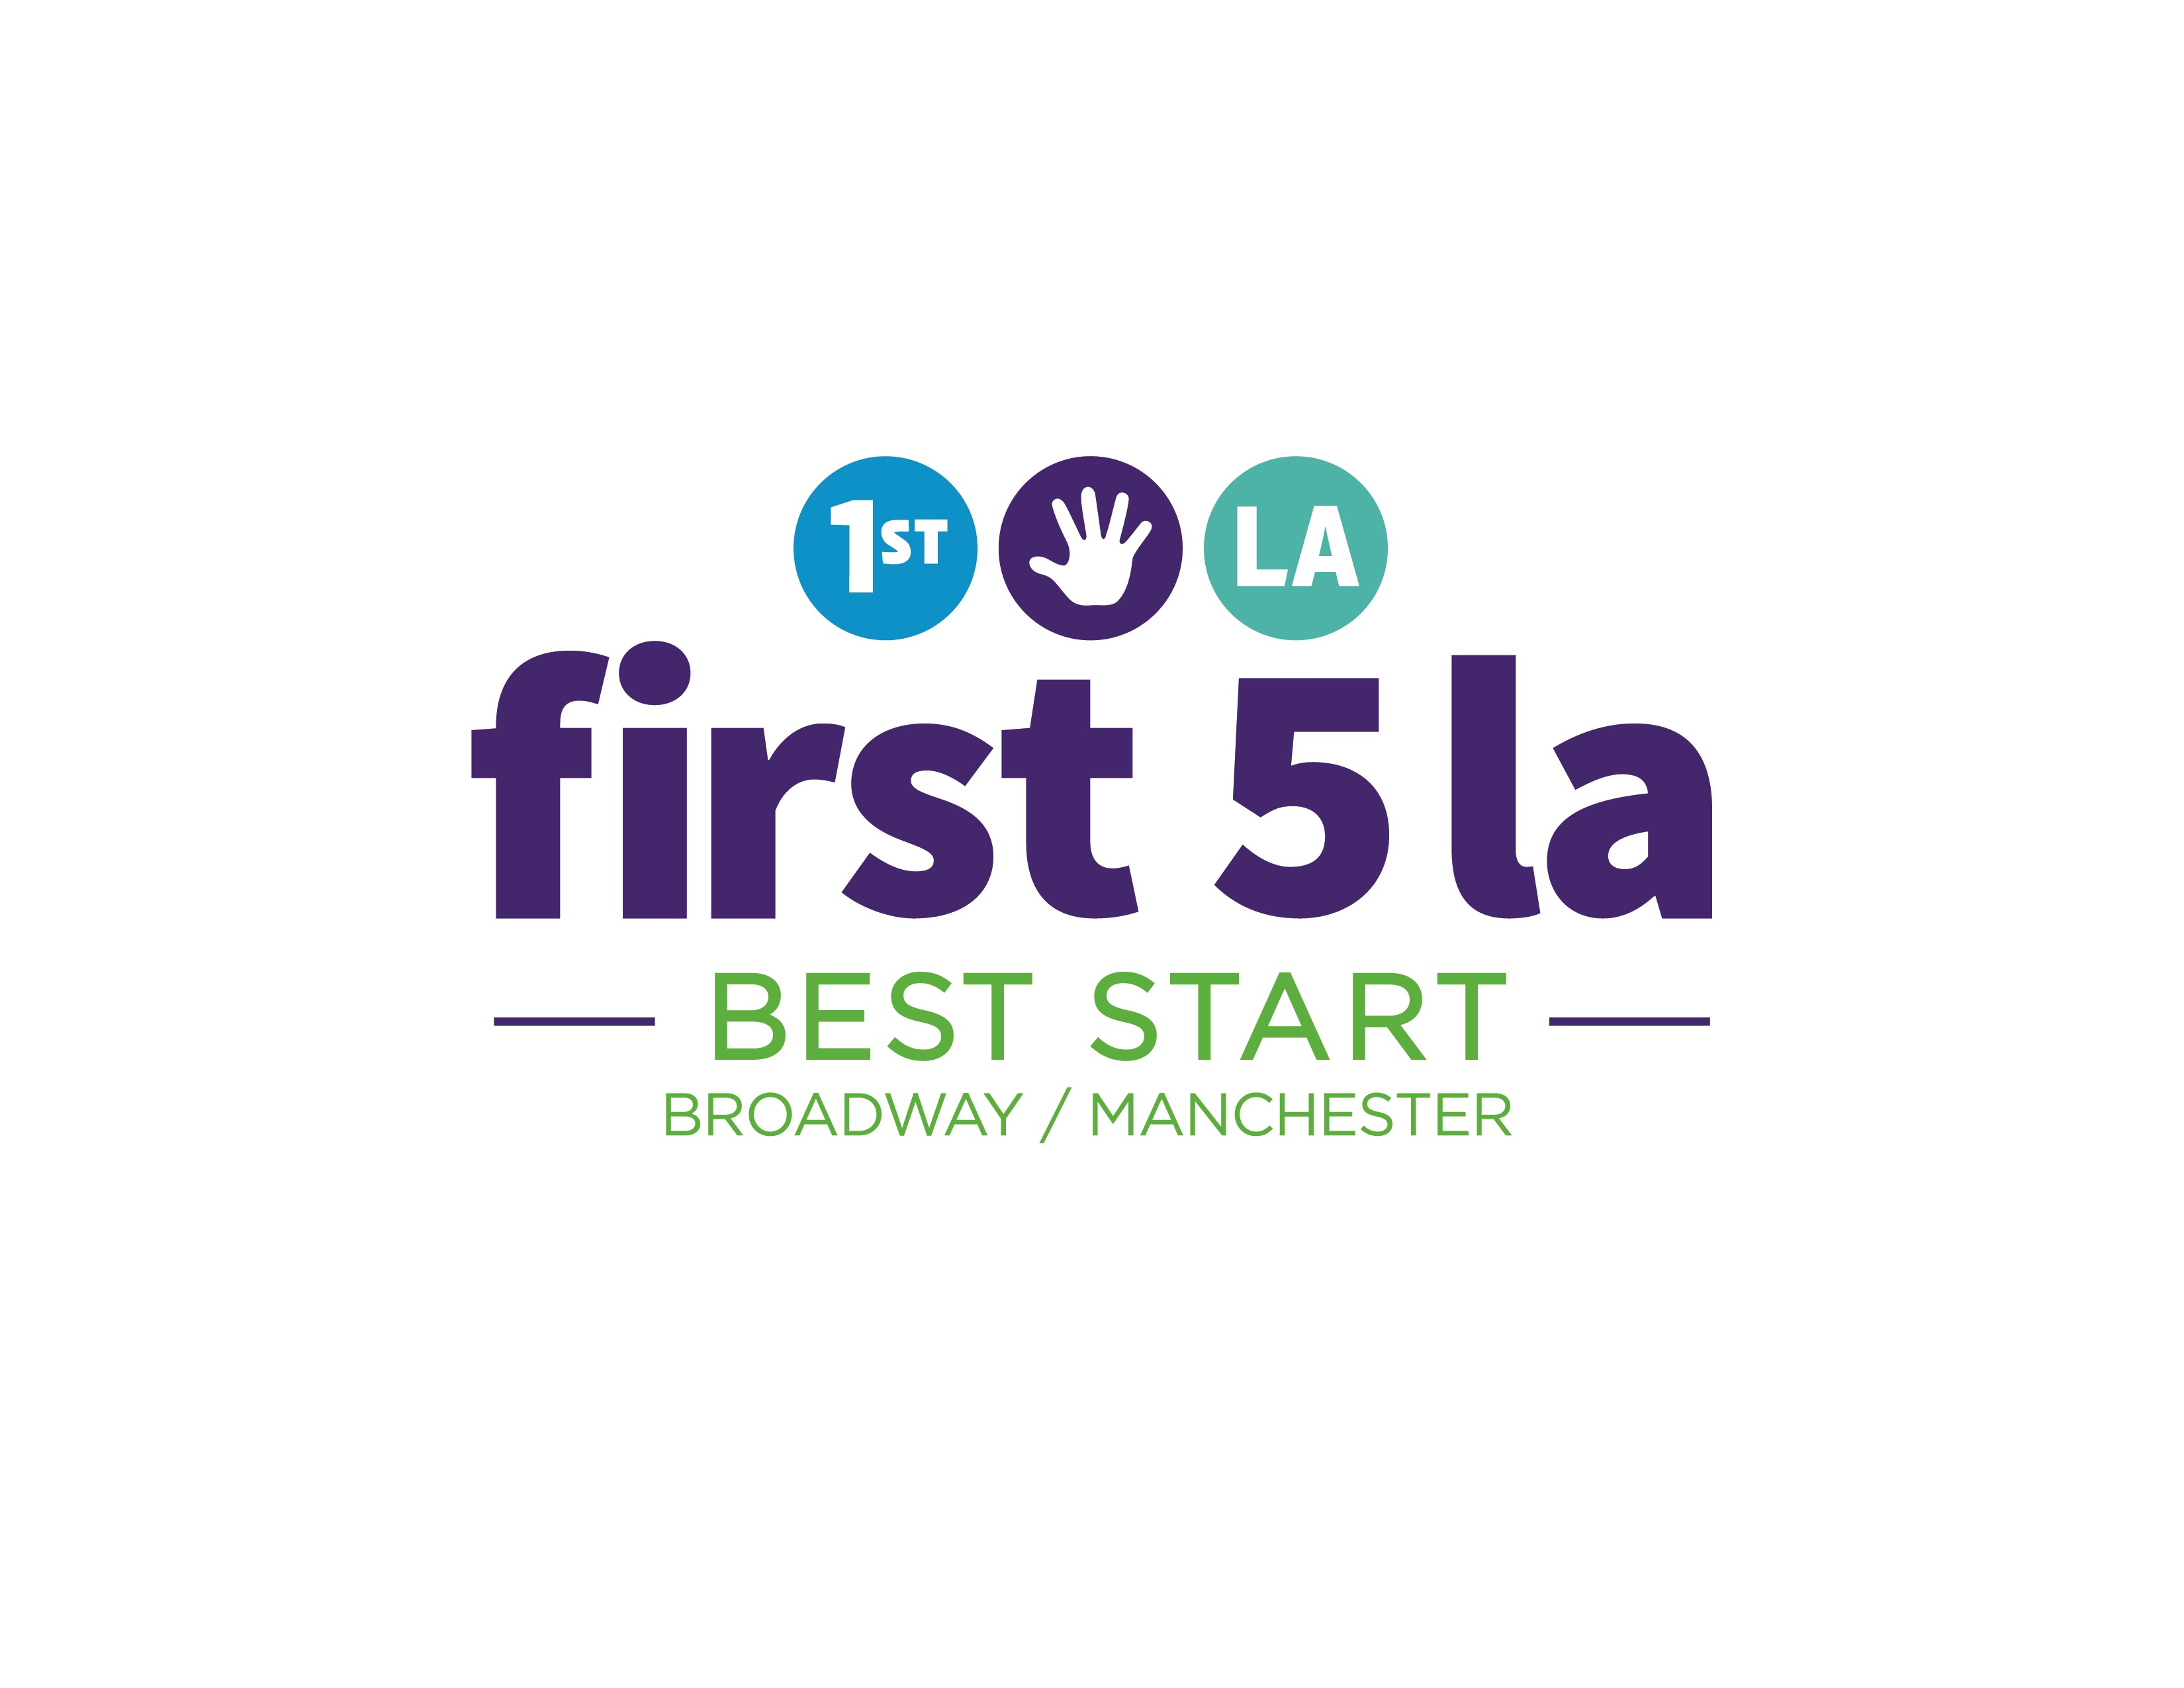 1ST LA
first 5 la
BEST START
BROADWAY / MANCHESTER